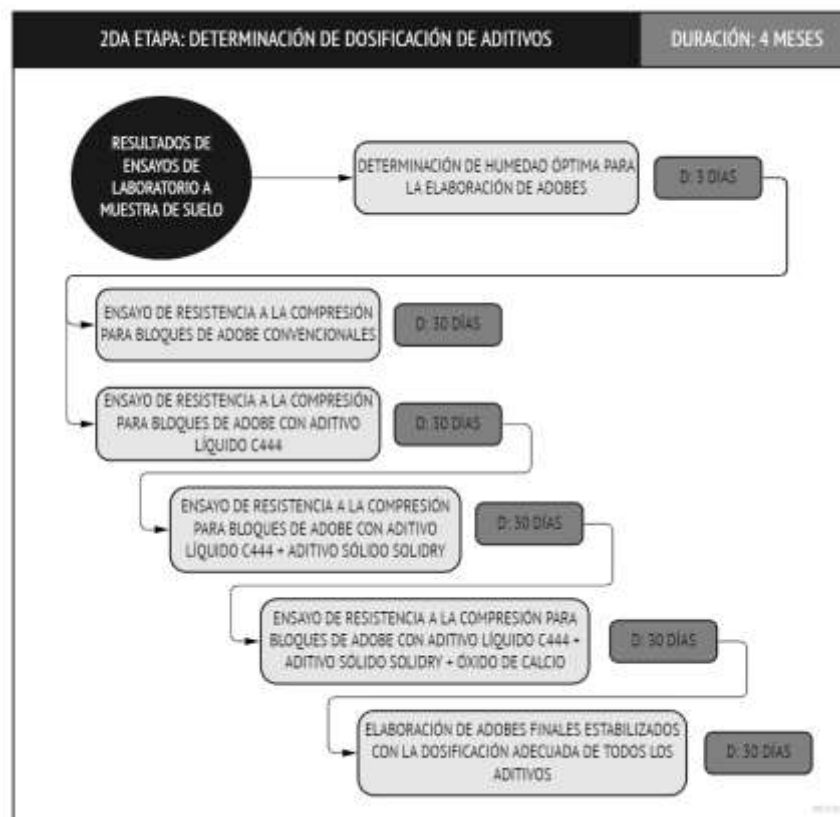 2DA ETAPA: DETERMINACIÓN DE DOSIFICACIÓN DE ADITIVOS
DURACIÓN: 4 MESES
RESULTADOS DE
ENSAYOS DE
LABORATORIO A
MUESTRA DE SUELO
DETERMINACIÓN DE HUMEDAD ÓPTIMA PARA
LA ELABORACIÓN DE ADOBES
D: 3 DÍAS
ENSAYO DE RESISTENCIA A LA COMPRESIÓN
PARA BLOQUES DE ADOBE CONVENCIONALES
D: 30 DÍAS
ENSAYO DE RESISTENCIA A LA COMPRESIÓN
PARA BLOQUES DE ADOBE CON ADITIVO
LÍQUIDO C444
D: 30 DÍAS
ENSAYO DE RESISTENCIA A LA COMPRESIÓN
PARA BLOQUES DE ADOBE CON ADITIVO
LÍQUIDO C444 + ADITIVO SÓLIDO SOLIDRY
D: 30 DÍAS
ENSAYO DE RESISTENCIA A LA COMPRESIÓN PARA
BLOQUES DE ADOBE CON ADITIVO LÍQUIDO C444 +
ADITIVO SÓLIDO SOLIDRY + ÓXIDO DE CALCIO
D: 30 DÍAS
ELABORACIÓN DE ADOBES FINALES ESTABILIZADOS
CON LA DOSIFICACIÓN ADECUADA DE TODOS LOS
ADITIVOS
D: 30 DÍAS